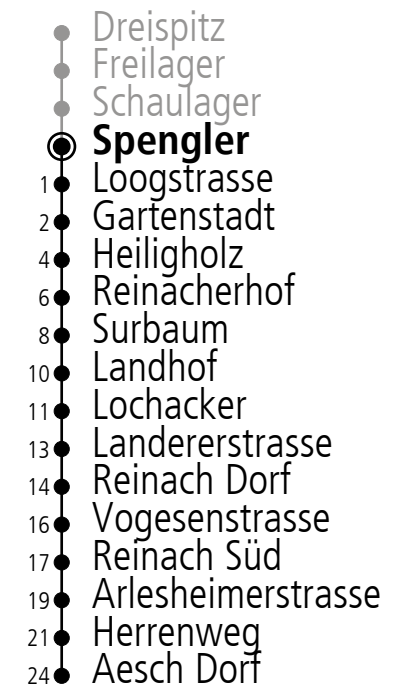 Dreispitz
Freilager
Schaulager
Spengler
1 Loogstrasse
2 Gartenstadt
4 Heiligholz
6 Reinacherhof
8 Surbaum
10 Landhof
11 Lochacker
13 Landererstrasse
14 Reinach Dorf
16 Vogesenstrasse
17 Reinach Süd
19 Arlesheimerstrasse
21 Herrenweg
24 Aesch Dorf